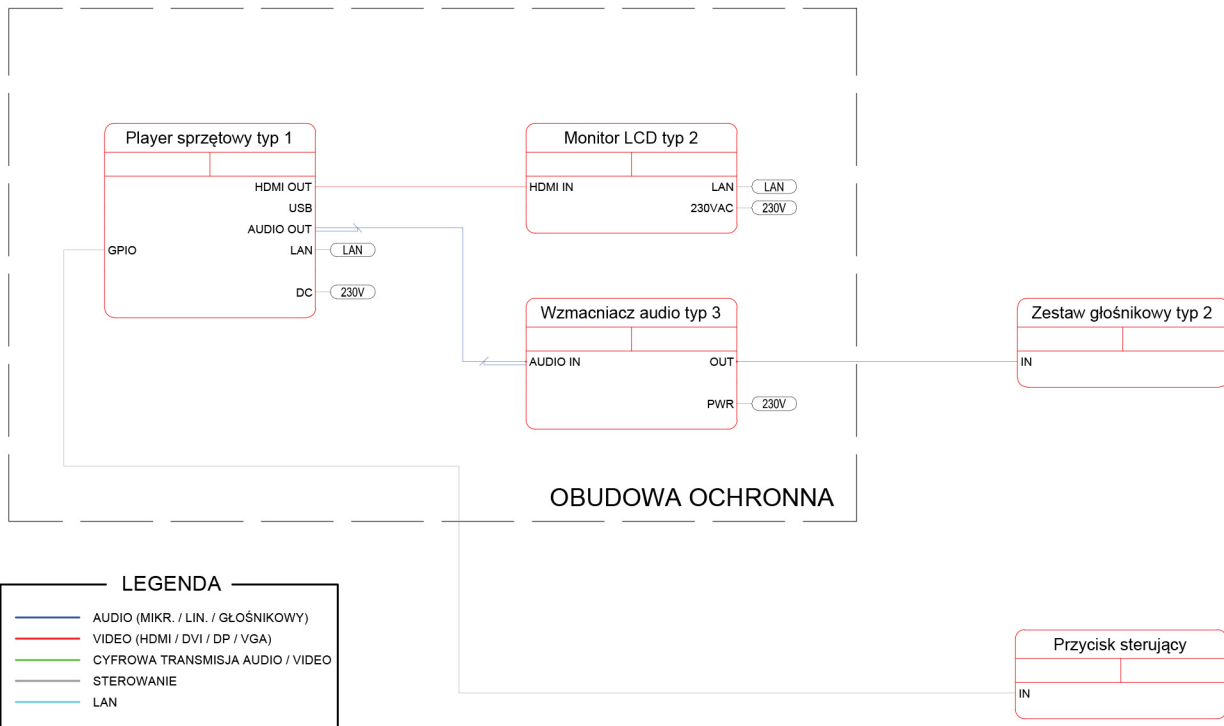 Player sprzętowy typ 1
HDMI OUT
USB
AUDIO OUT
GPIO
LAN
LAN
DC
230V
Monitor LCD typ 2
HDMI IN
LAN
LAN
230VAC
230V
Wzmacniacz audio typ 3
AUDIO IN
OUT
PWR
230V
Zestaw głośnikowy typ 2
IN
OBUDOWA OCHRONNA
LEGENDA
AUDIO (MIKR. / LIN. / GŁOŚNIKOWY)
VIDEO (HDMI / DVI / DP / VGA)
CYFROWA TRANSMISJA AUDIO / VIDEO
STEROWANIE
LAN
Przycisk sterujący
IN